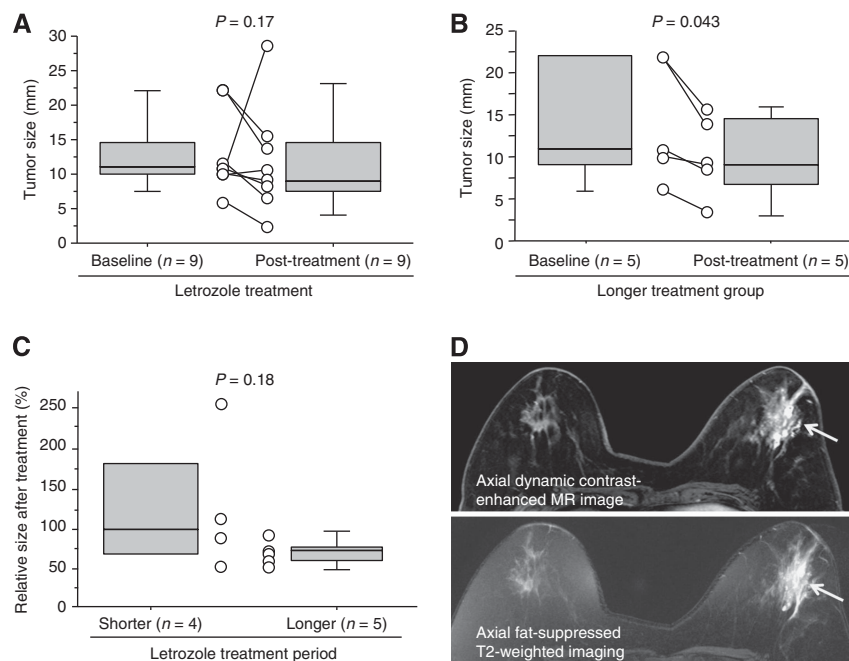 A
P = 0.17
Tumor size (mm)
30
25
20
15
10
5
0
Baseline (n = 9)
Post-treatment (n = 9)
Letrozole treatment
B
P = 0.043
Tumor size (mm)
25
20
15
10
5
0
Baseline (n = 5)
Post-treatment (n = 5)
Longer treatment group
C
P = 0.18
Relative size after treatment (%)
250
200
150
100
50
0
Shorter (n = 4)
Longer (n = 5)
Letrozole treatment period
D
Axial dynamic contrast-
enhanced MR image
Axial fat-suppressed
T2-weighted imaging